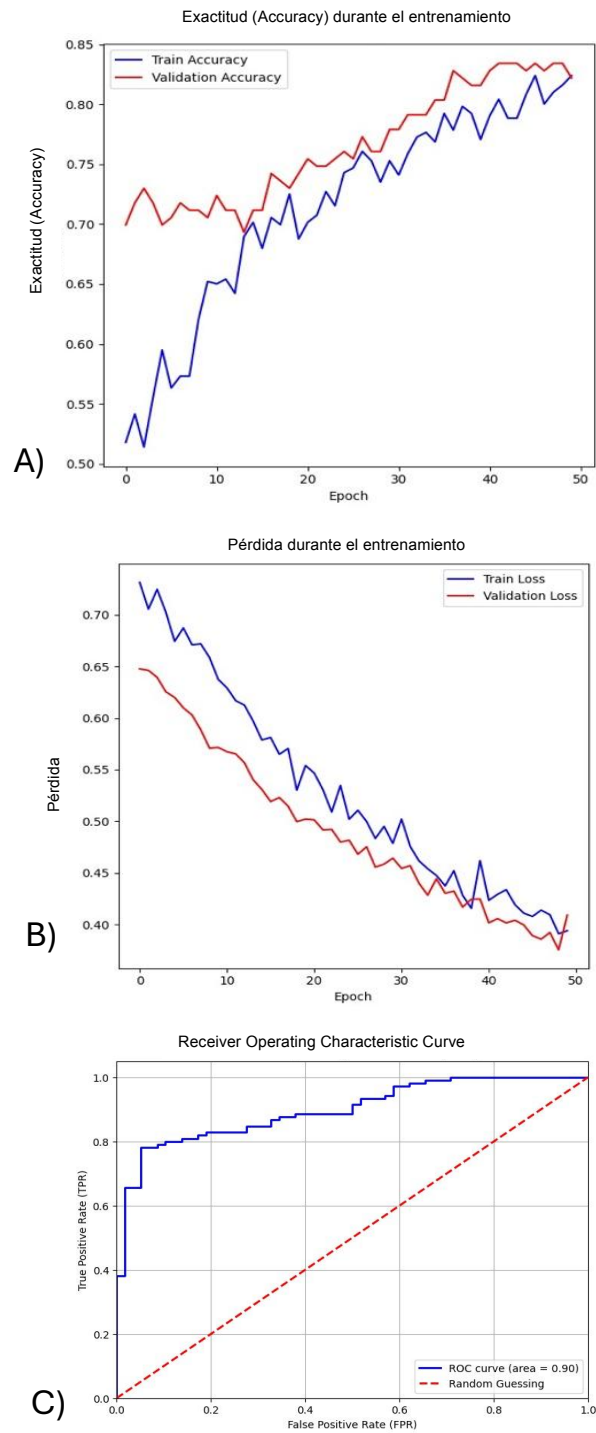 Exactitud (Accuracy) durante el entrenamiento
0.85
Train Accuracy
Validation Accuracy
0.80
0.75
0.70
0.65
0.60
0.55
0.50
Exactitud (Accuracy)
0
10
20
30
40
50
Epoch
A)
Pérdida durante el entrenamiento
Train Loss
Validation Loss
0.70
0.65
0.60
0.55
0.50
0.45
0.40
Pérdida
0
10
20
30
40
50
Epoch
B)
Receiver Operating Characteristic Curve
1.0
0.8
0.6
0.4
0.2
0.0
True Positive Rate (TPR)
ROC curve (area = 0.90)
Random Guessing
0.0
0.2
0.4
0.6
0.8
1.0
False Positive Rate (FPR)
C)